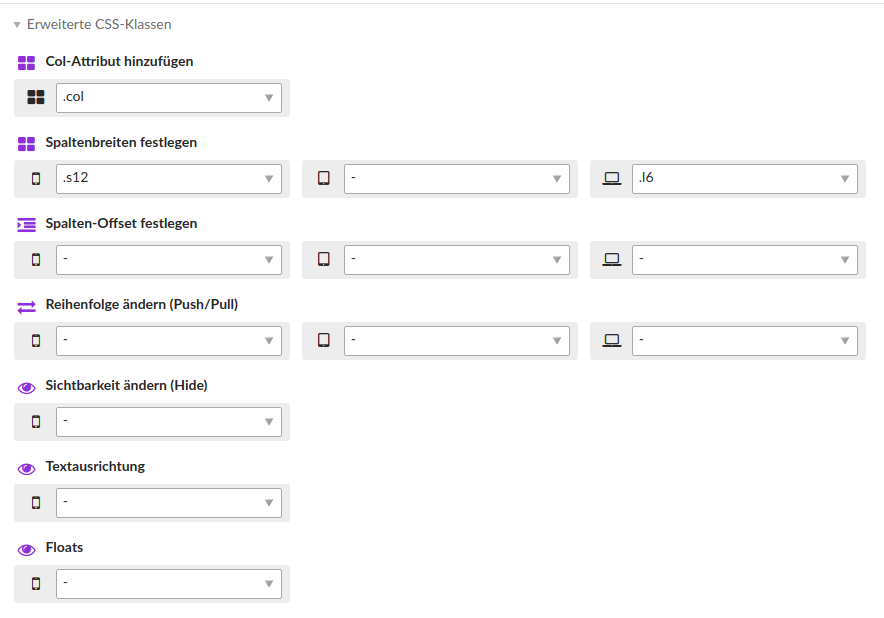 Erweiterte CSS-Klassen
Col-Attribut hinzufügen
.col
Spaltenbreiten festlegen
.s12 - .l6
Spalten-Offset festlegen
- - -
Reihenfolge ändern (Push/Pull)
- - -
Sichtbarkeit ändern (Hide)
-
Textausrichtung
-
Floats
-